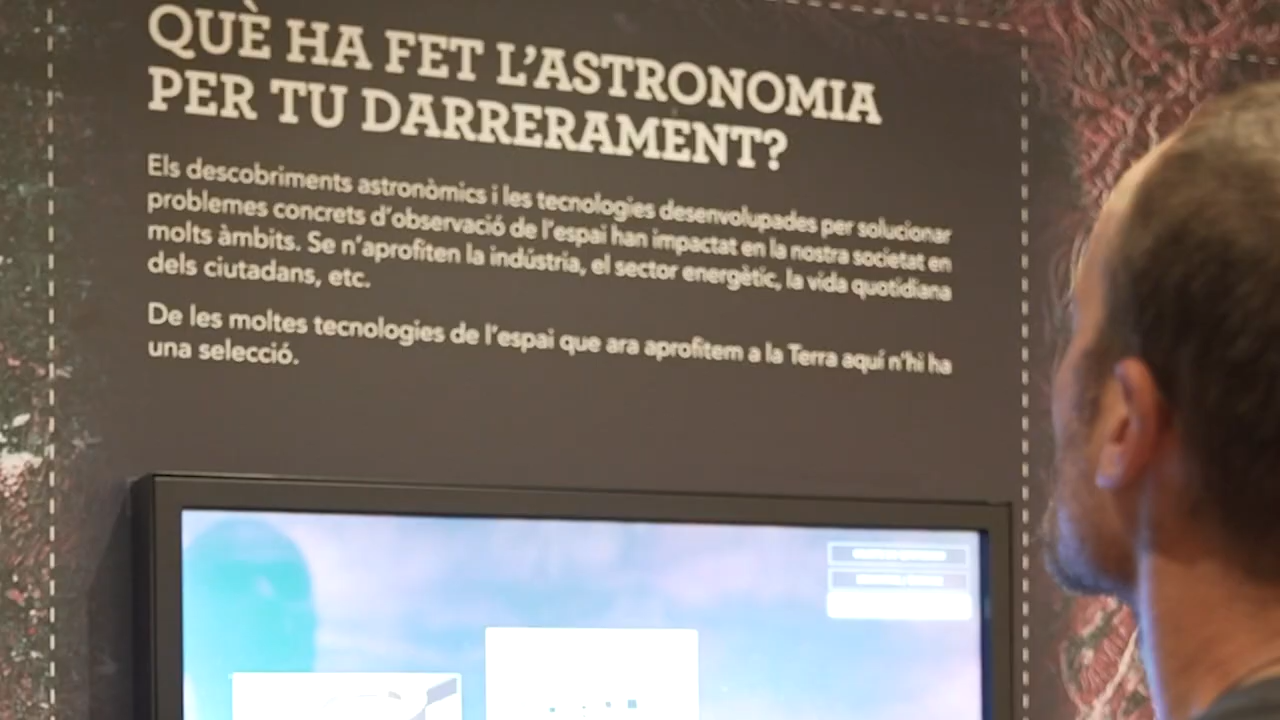 QUÈ HA FET L'ASTRONOMIA
PER TU DARRERAMENT?
Els descobriments astronòmics i les tecnologies desenvolupades per solucionar
problemes concrets d'observació de l'espai han impactat en la nostra societat en
molts àmbits. Se n'aprofiten la indústria, el sector energètic, la vida quotidiana
dels ciutadans, etc.
De les moltes tecnologies de l'espai que ara aprofitem a la Terra aquí n'hi ha
una selecció.